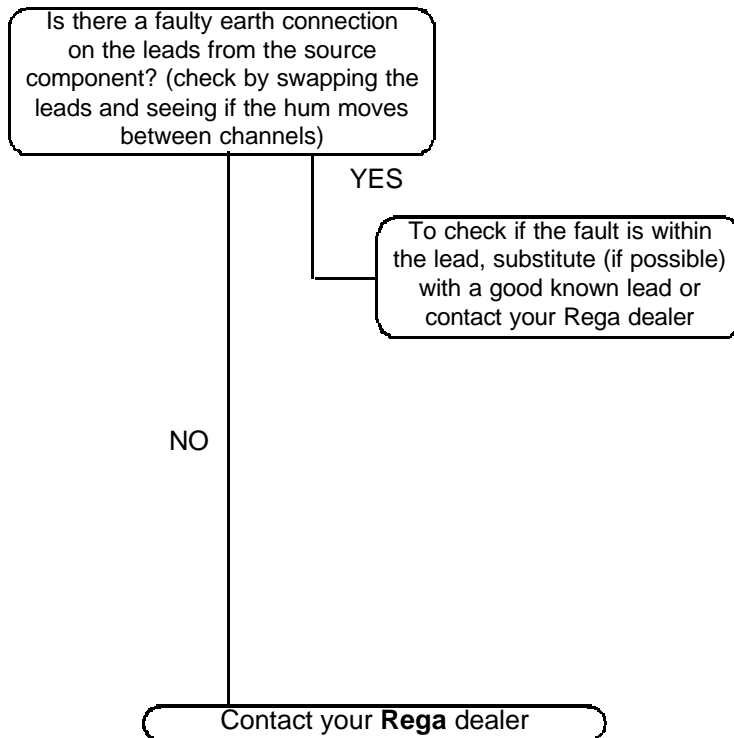 Is there a faulty earth connection
on the leads from the source
component? (check by swapping the
leads and seeing if the hum moves
between channels)
YES
To check if the fault is within
the lead, substitute (if possible)
with a good known lead or
contact your Rega dealer
NO
Contact your Rega dealer